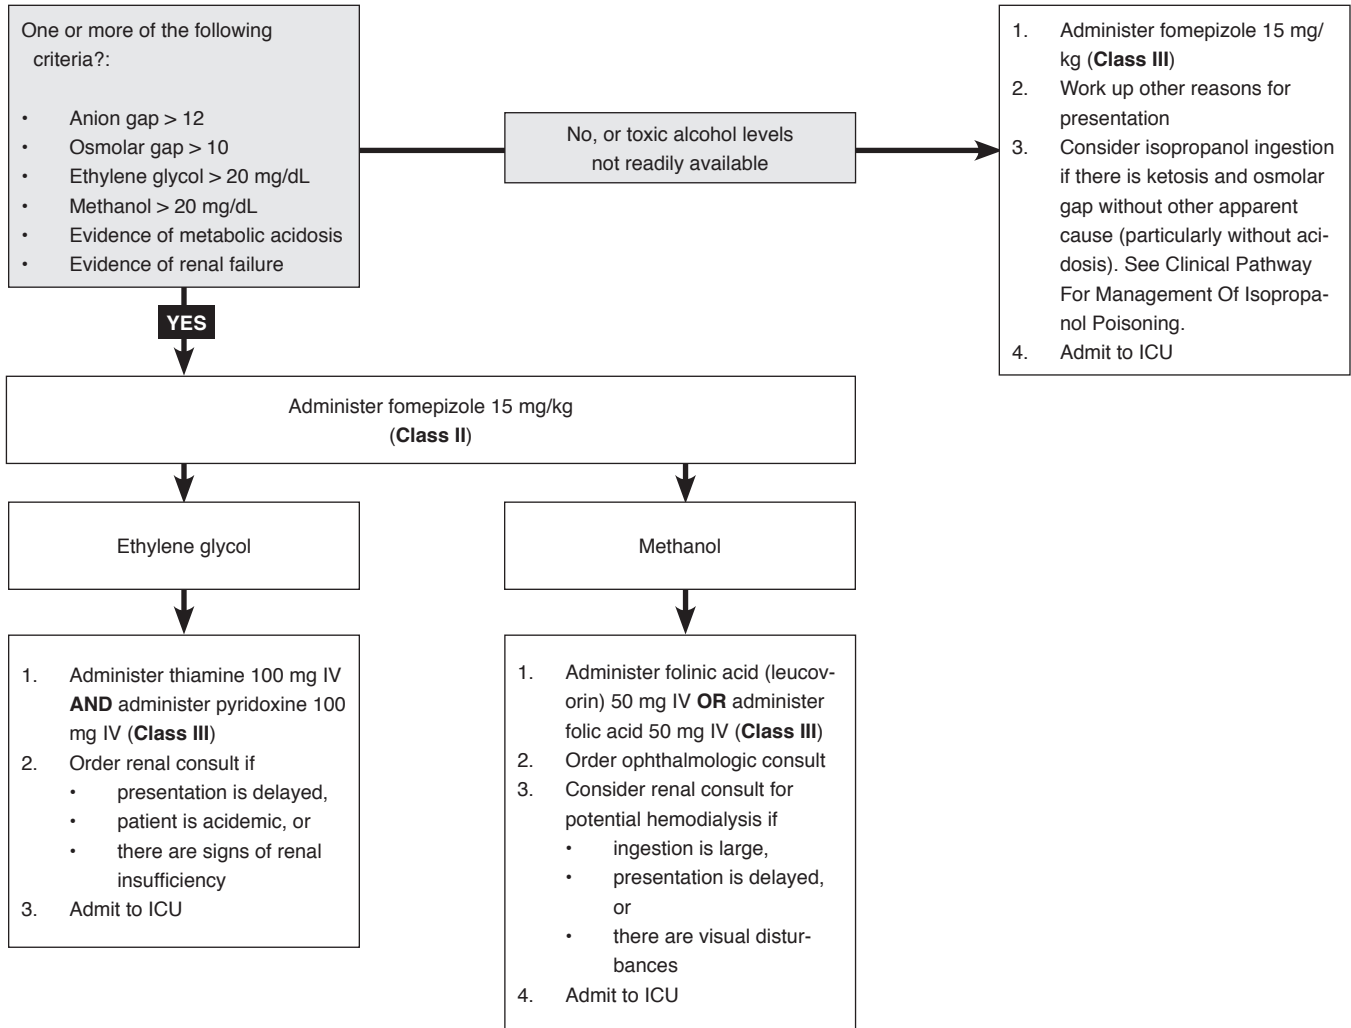 One or more of the following
criteria?:
• Anion gap > 12
• Osmolar gap > 10
• Ethylene glycol > 20 mg/dL
• Methanol > 20 mg/dL
• Evidence of metabolic acidosis
• Evidence of renal failure
No, or toxic alcohol levels
not readily available
1. Administer fomepizole 15 mg/
kg (Class III)
2. Work up other reasons for
presentation
3. Consider isopropanol ingestion
if there is ketosis and osmolar
gap without other apparent
cause (particularly without aci-
dosis). See Clinical Pathway
For Management Of Isopropa-
nol Poisoning.
4. Admit to ICU
YES
Administer fomepizole 15 mg/kg
(Class II)
Ethylene glycol
Methanol
1. Administer thiamine 100 mg IV
AND administer pyridoxine 100
mg IV (Class III)
2. Order renal consult if
• presentation is delayed,
• patient is acidemic, or
• there are signs of renal
insufficiency
3. Admit to ICU
1. Administer folinic acid (leucov-
orin) 50 mg IV OR administer
folic acid 50 mg IV (Class III)
2. Order ophthalmologic consult
3. Consider renal consult for
potential hemodialysis if
• ingestion is large,
• presentation is delayed,
or
• there are visual distur-
bances
4. Admit to ICU